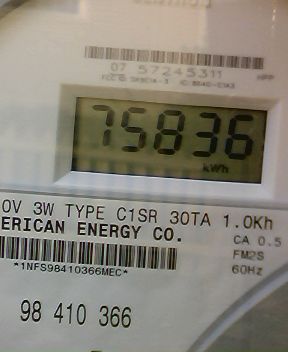 07 57245311
HPP
75836
kWh
0V 3W TYPE C1SR 30TA 1.0Kh
ERICAN ENERGY CO.
CA 0.5
FM2S
60Hz
*1NFS98410366MEC*
98 410 366